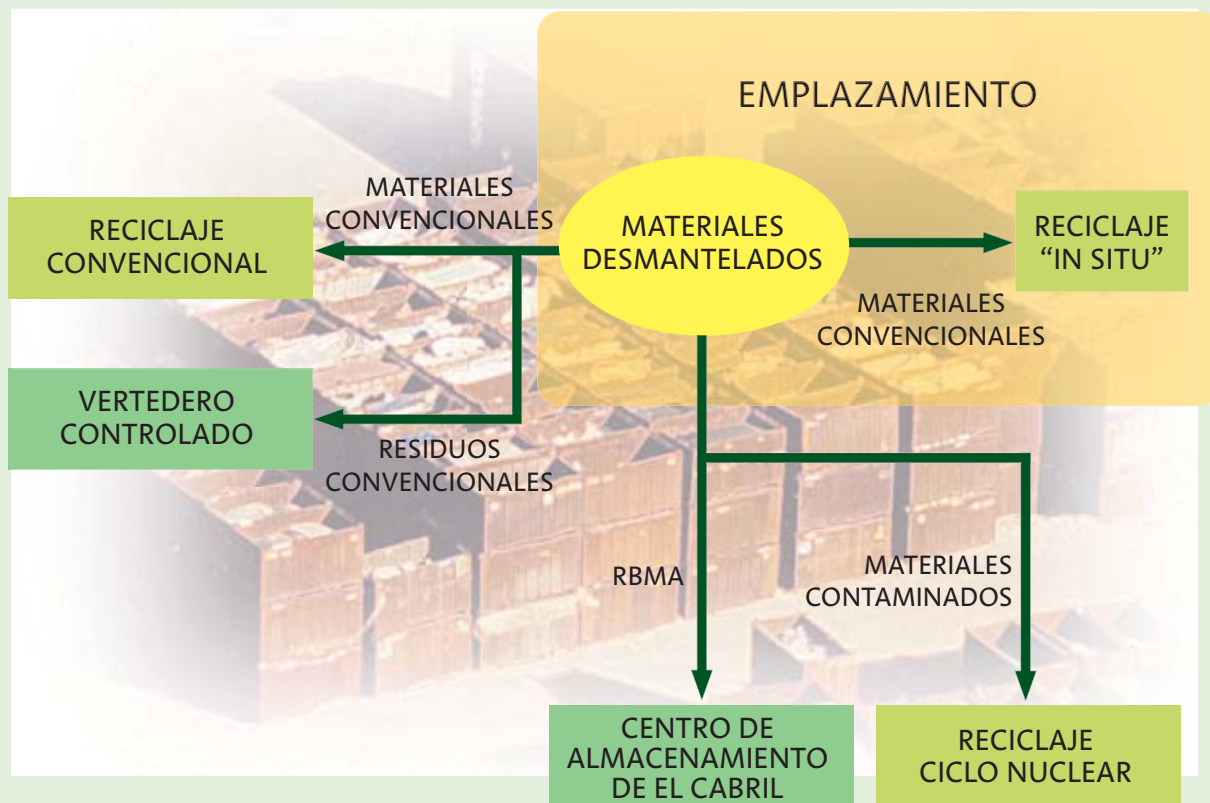 EMPLAZAMIENTO
MATERIALES
CONVENCIONALES
RECICLAJE
CONVENCIONAL
MATERIALES
DESMANTELADOS
RECICLAJE
“IN SITU”
MATERIALES
CONVENCIONALES
VERTEDERO
CONTROLADO
RESIDUOS
CONVENCIONALES
RBMA
MATERIALES
CONTAMINADOS
CENTRO DE
ALMACENAMIENTO
DE EL CABRIL
RECICLAJE
CICLO NUCLEAR